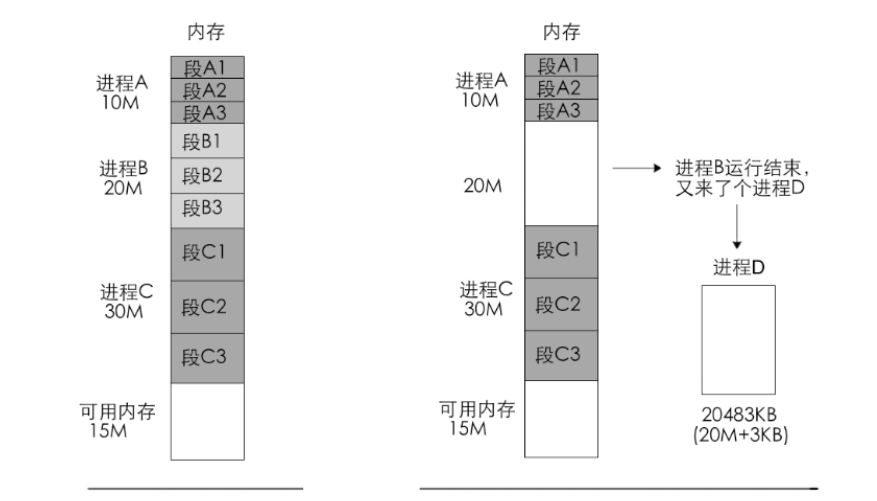 内存
段A1
段A2
段A3
段B1
段B2
段B3
段C1
段C2
段C3
进程A
10M
进程B
20M
进程C
30M
可用内存
15M
内存
段A1
段A2
段A3
段C1
段C2
段C3
进程A
10M
20M
进程C
30M
可用内存
15M
进程B运行结束，
又来了个进程D
进程D
20483KB
(20M+3KB)